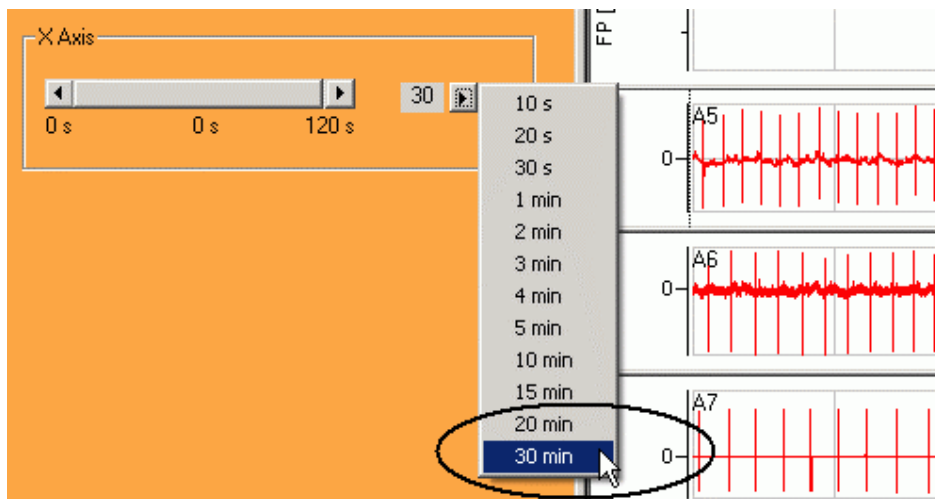 X Axis
30
0 s 0 s 120 s
10 s
20 s
30 s
1 min
2 min
3 min
4 min
5 min
10 min
15 min
20 min
30 min
FP
A5
0
A6
0
A7
0